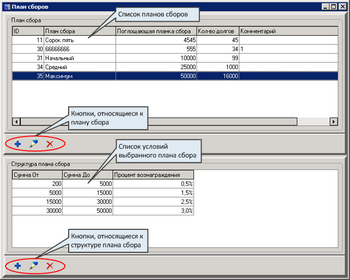 План сбора
Список планов сборов
План сбора
ID План сбора Поглощающая планка сбора Кол-во долгов Комментарий
11 Сорок пять 4545 45
30 66666666 555 34 1
31 Начальный 10000 99
34 Средний 25000 1000
35 Максимум 50000 16000
Кнопки, относящиеся к
плану сбора
Список условий
выбранного плана сбора
Структура плана сбора
Сумма От Сумма До Процент вознаграждения
200 5000 0,5%
5000 15000 1,5%
15000 30000 2,5%
30000 50000 3,0%
Кнопки, относящиеся к
структуре плана сбора